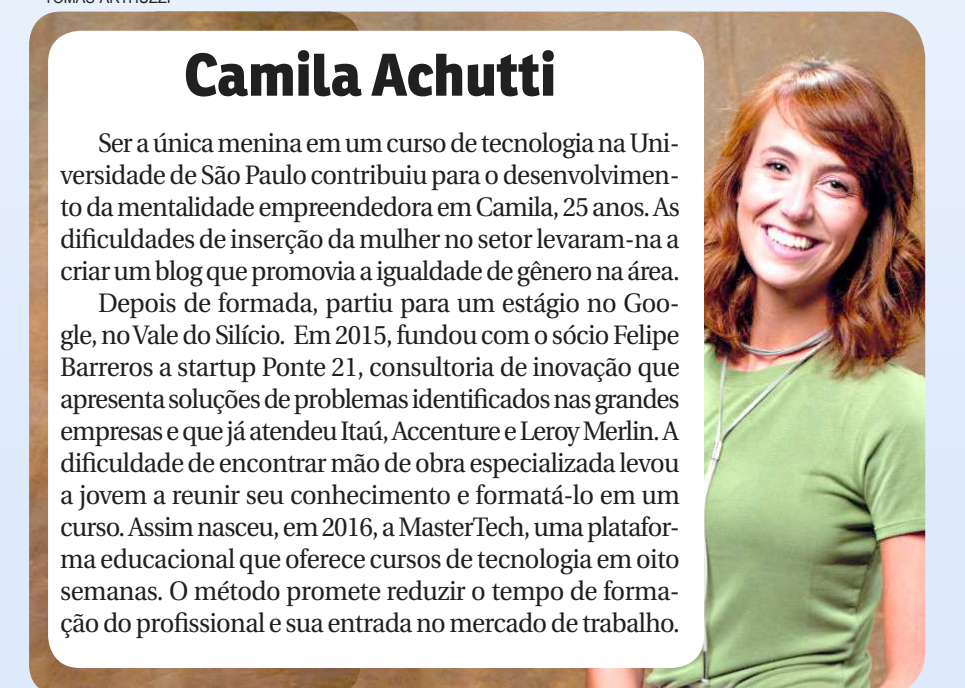 TOMAS ARTHUZZI
Camila Achutti
Ser a única menina em um curso de tecnologia na Uni-
versidade de São Paulo contribuiu para o desenvolvimen-
to da mentalidade empreendedora em Camila, 25 anos. As
dificuldades de inserção da mulher no setor levaram-na a
criar um blog que promovia a igualdade de gênero na área.
Depois de formada, partiu para um estágio no Goo-
gle, no Vale do Silício. Em 2015, fundou com o sócio Felipe
Barreros a startup Ponte 21, consultoria de inovação que
apresenta soluções de problemas identificados nas grandes
empresas e que já atendeu Itaú, Accenture e Leroy Merlin. A
dificuldade de encontrar mão de obra especializada levou
a jovem a reunir seu conhecimento e formatá-lo em um
curso. Assim nasceu, em 2016, a MasterTech, uma platafor-
ma educacional que oferece cursos de tecnologia em oito
semanas. O método promete reduzir o tempo de forma-
ção do profissional e sua entrada no mercado de trabalho.